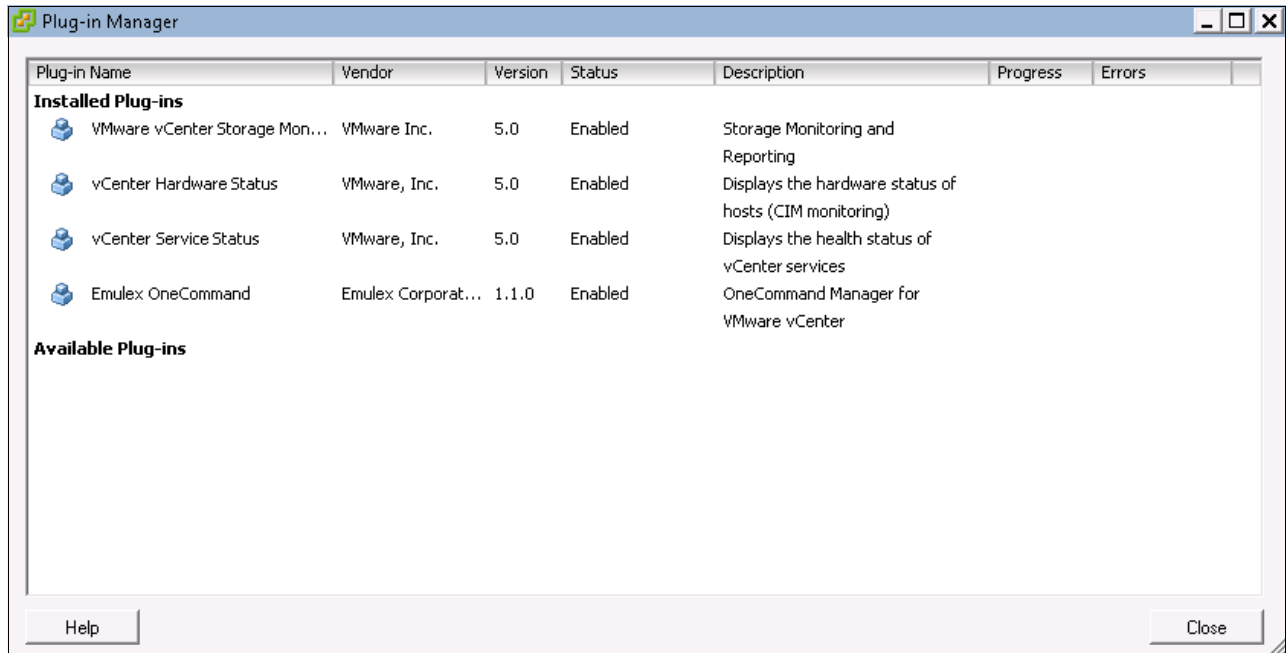 Plug-in Manager
Plug-in Name Vendor Version Status Description Progress Errors
Installed Plug-ins
VMware vCenter Storage Mon... VMware Inc. 5.0 Enabled Storage Monitoring and
Reporting
vCenter Hardware Status VMware, Inc. 5.0 Enabled Displays the hardware status of
hosts (CIM monitoring)
vCenter Service Status VMware, Inc. 5.0 Enabled Displays the health status of
vCenter services
Emulex OneCommand Emulex Corporat... 1.1.0 Enabled OneCommand Manager for
VMware vCenter
Available Plug-ins
Help Close